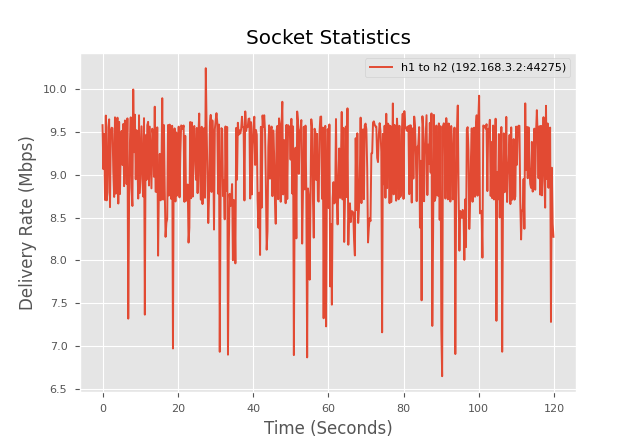 Socket Statistics
h1 to h2 (192.168.3.2:44275)
Delivery Rate (Mbps)
10.0
9.5
9.0
8.5
8.0
7.5
7.0
6.5
0 20 40 60 80 100 120
Time (Seconds)